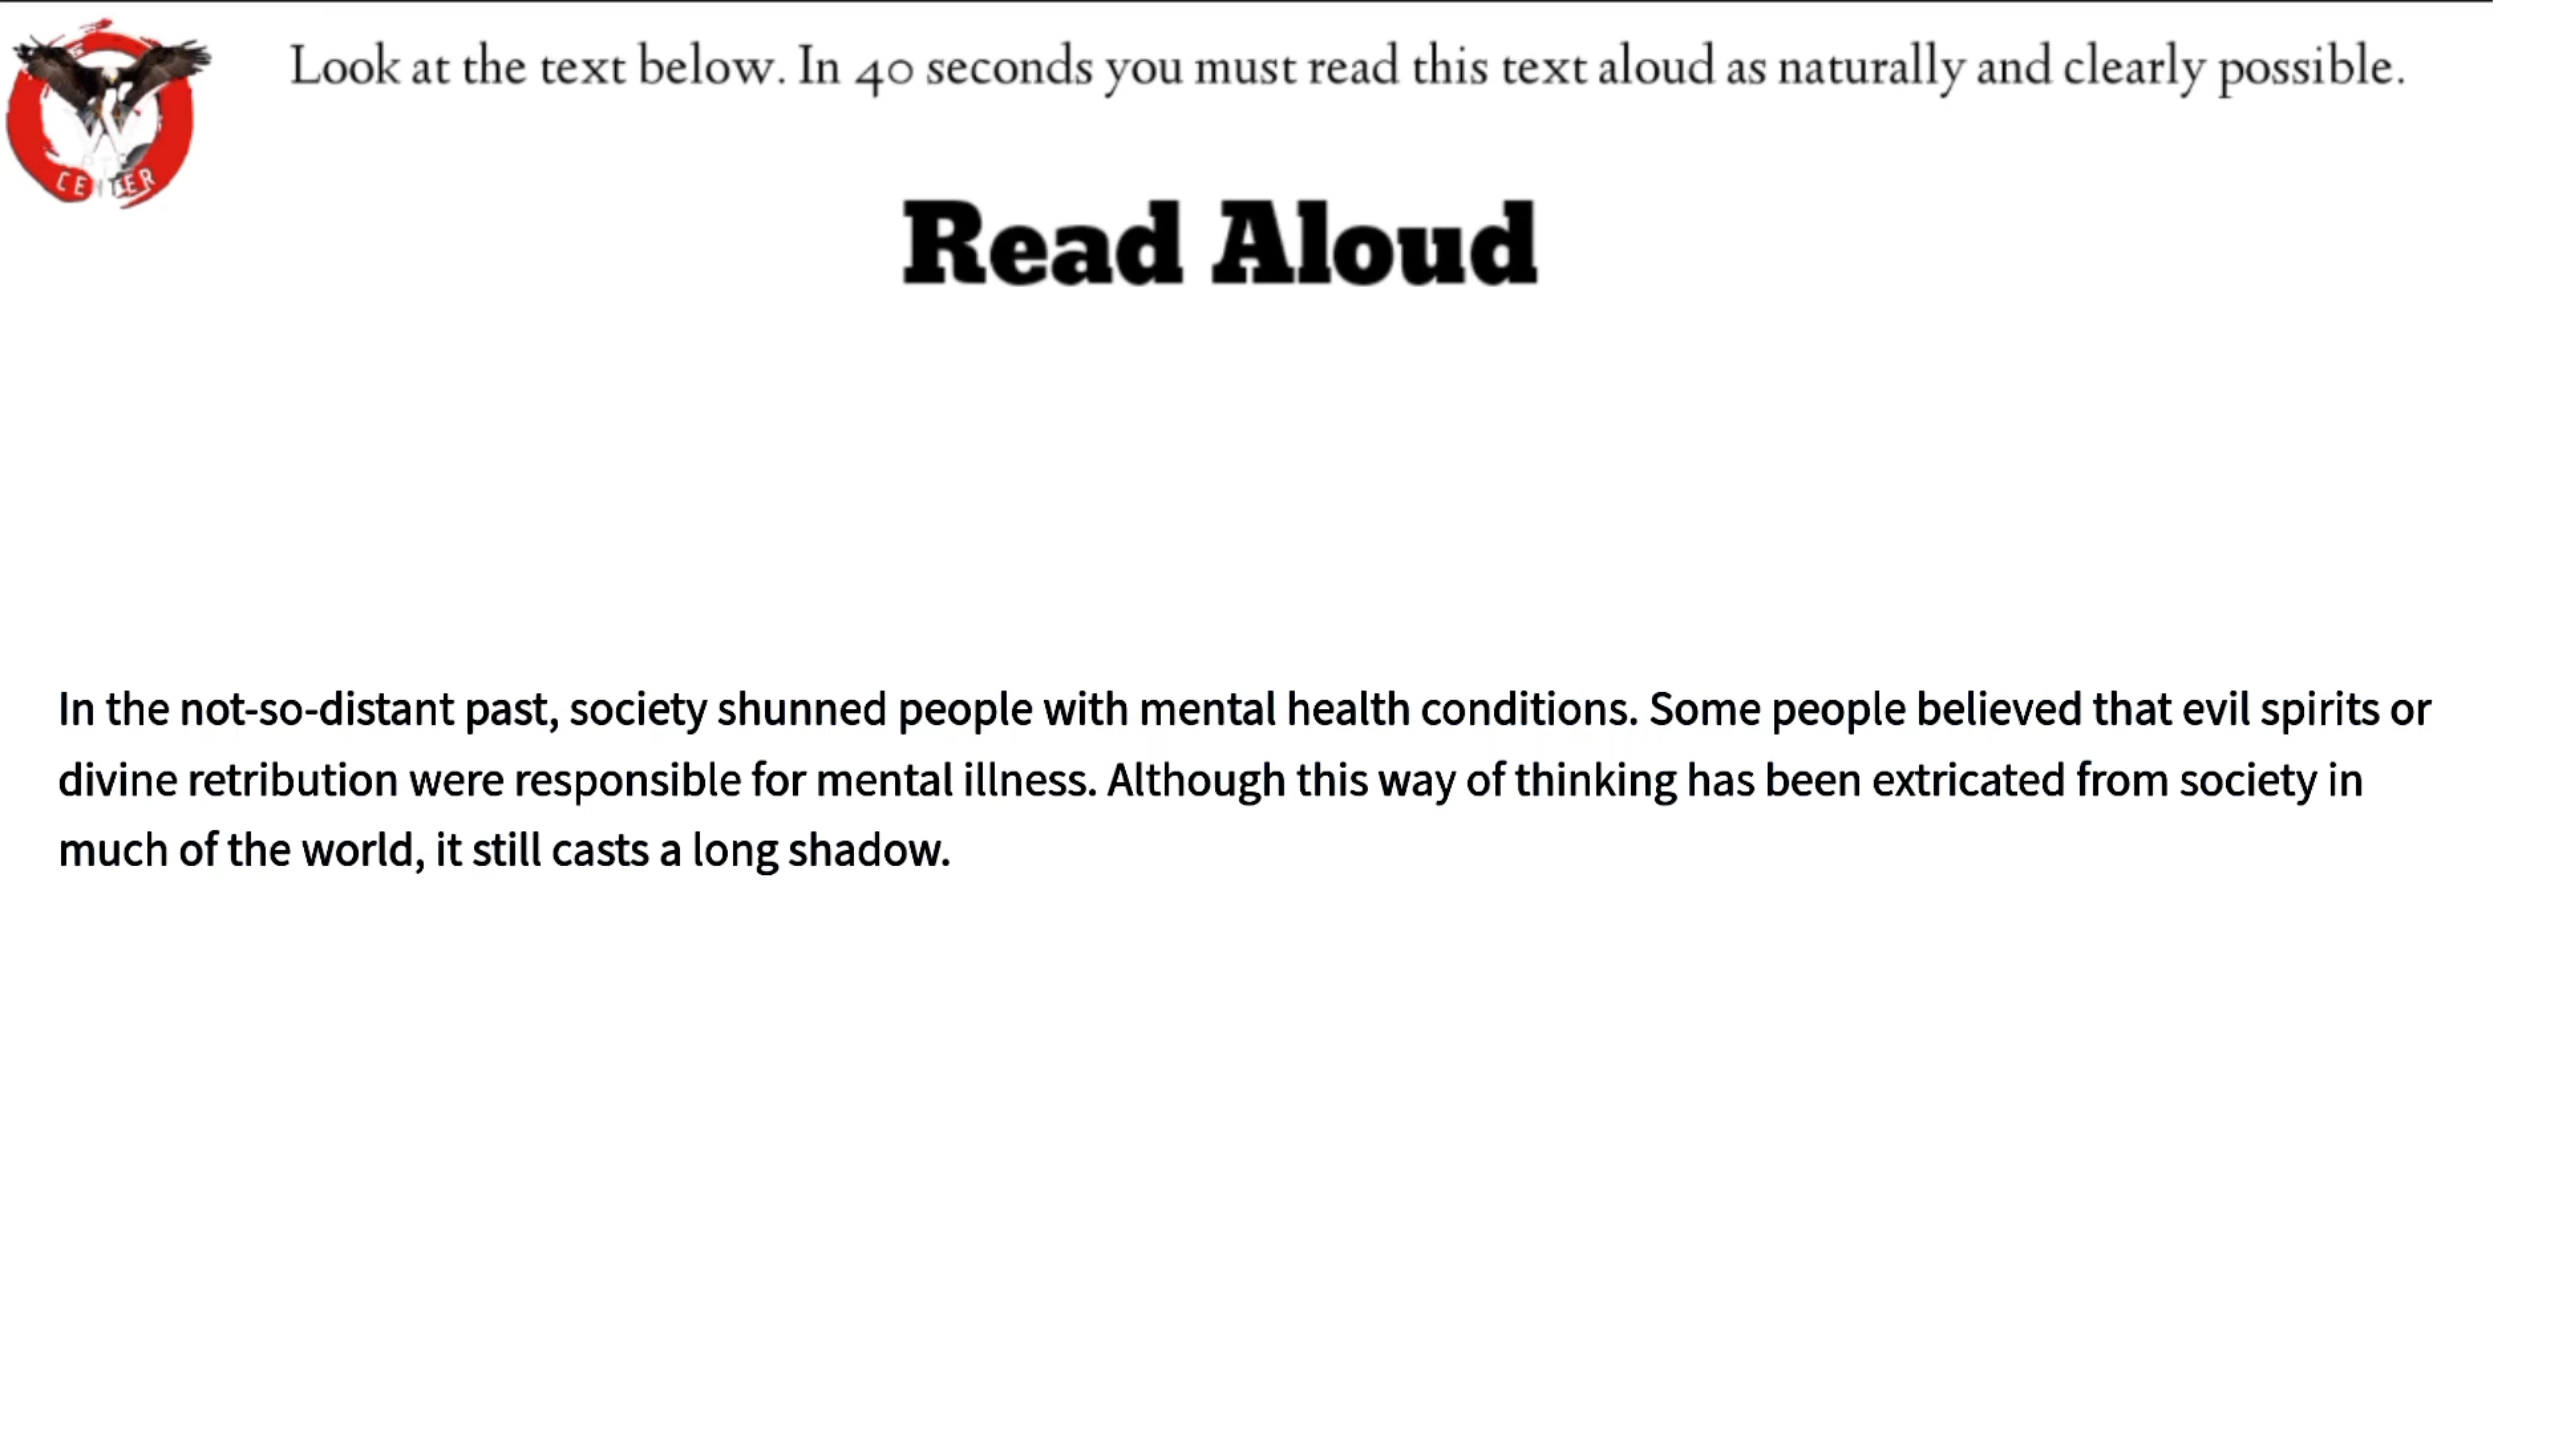 Look at the text below. In 40 seconds you must read this text aloud as naturally and clearly possible.
CENTER
Read Aloud
In the not-so-distant past, society shunned people with mental health conditions. Some people believed that evil spirits or
divine retribution were responsible for mental illness. Although this way of thinking has been extricated from society in
much of the world, it still casts a long shadow.